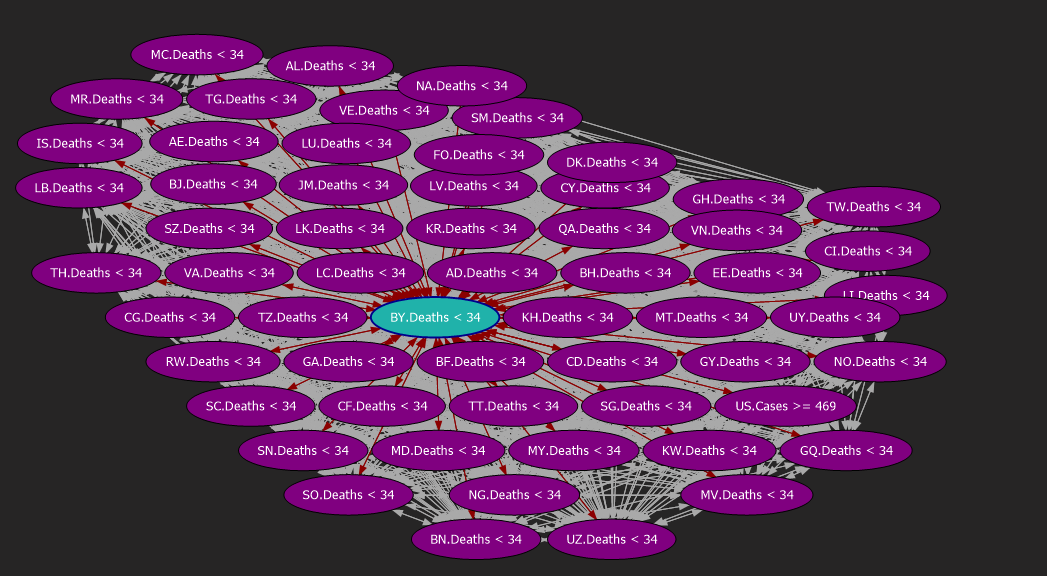 MC.Deaths < 34
AL.Deaths < 34
NA.Deaths < 34
MR.Deaths < 34
TG.Deaths < 34
VE.Deaths < 34
SM.Deaths < 34
IS.Deaths < 34
AE.Deaths < 34
LU.Deaths < 34
FO.Deaths < 34
DK.Deaths < 34
LB.Deaths < 34
BJ.Deaths < 34
JM.Deaths < 34
LV.Deaths < 34
CY.Deaths < 34
GH.Deaths < 34
TW.Deaths < 34
SZ.Deaths < 34
LK.Deaths < 34
KR.Deaths < 34
QA.Deaths < 34
VN.Deaths < 34
CI.Deaths < 34
TH.Deaths < 34
VA.Deaths < 34
LC.Deaths < 34
AD.Deaths < 34
BH.Deaths < 34
EE.Deaths < 34
LI.Deaths < 34
CG.Deaths < 34
TZ.Deaths < 34
BY.Deaths < 34
KH.Deaths < 34
MT.Deaths < 34
UY.Deaths < 34
RW.Deaths < 34
GA.Deaths < 34
BF.Deaths < 34
CD.Deaths < 34
GY.Deaths < 34
NO.Deaths < 34
SC.Deaths < 34
CF.Deaths < 34
TT.Deaths < 34
SG.Deaths < 34
US.Cases >= 469
SN.Deaths < 34
MD.Deaths < 34
MY.Deaths < 34
KW.Deaths < 34
GQ.Deaths < 34
SO.Deaths < 34
NG.Deaths < 34
MV.Deaths < 34
BN.Deaths < 34
UZ.Deaths < 34